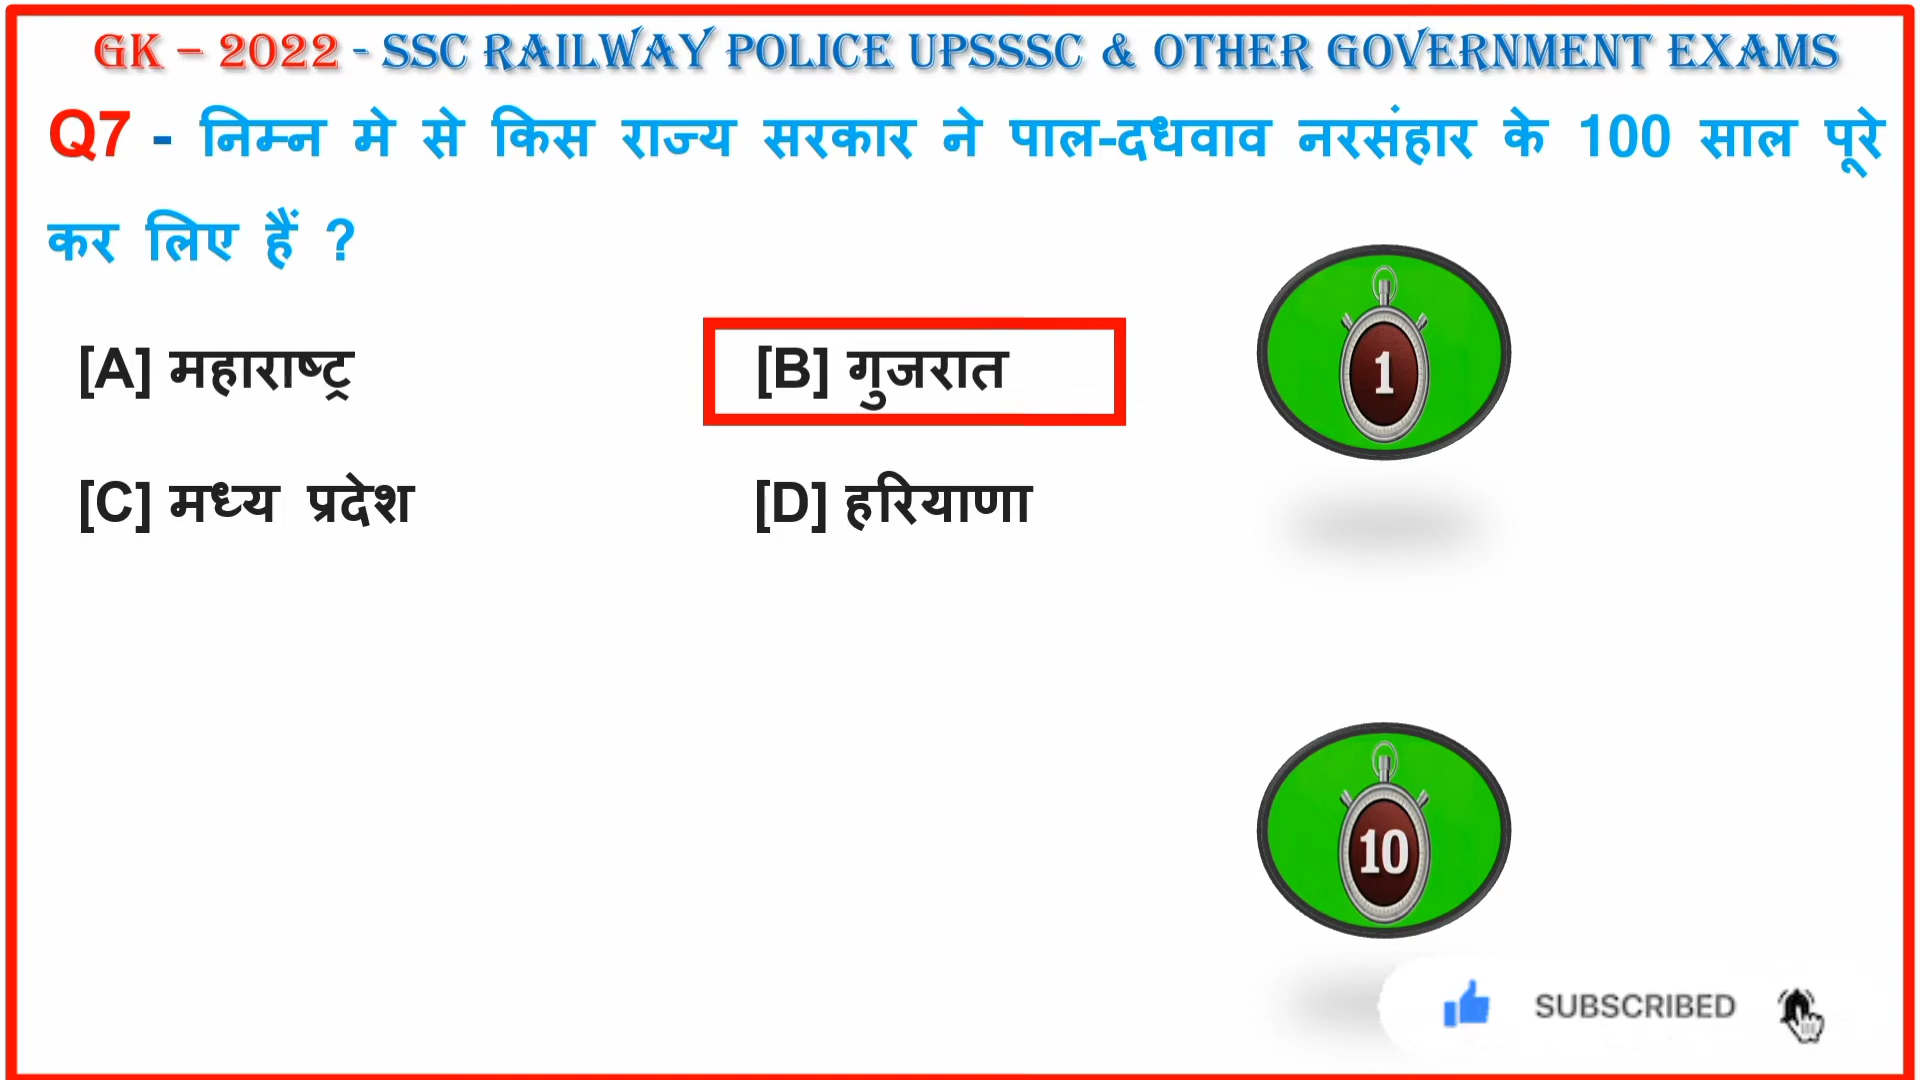 GK – 2022 - SSC RAILWAY POLICE UPSSSC & OTHER GOVERNMENT EXAMS
Q7 - निम्न मे से किस राज्य सरकार ने पाल-दधवाव नरसंहार के 100 साल पूरे
कर लिए हैं ?
[A] महाराष्ट्र [B] गुजरात
1
[C] मध्य प्रदेश [D] हरियाणा
10
SUBSCRIBED